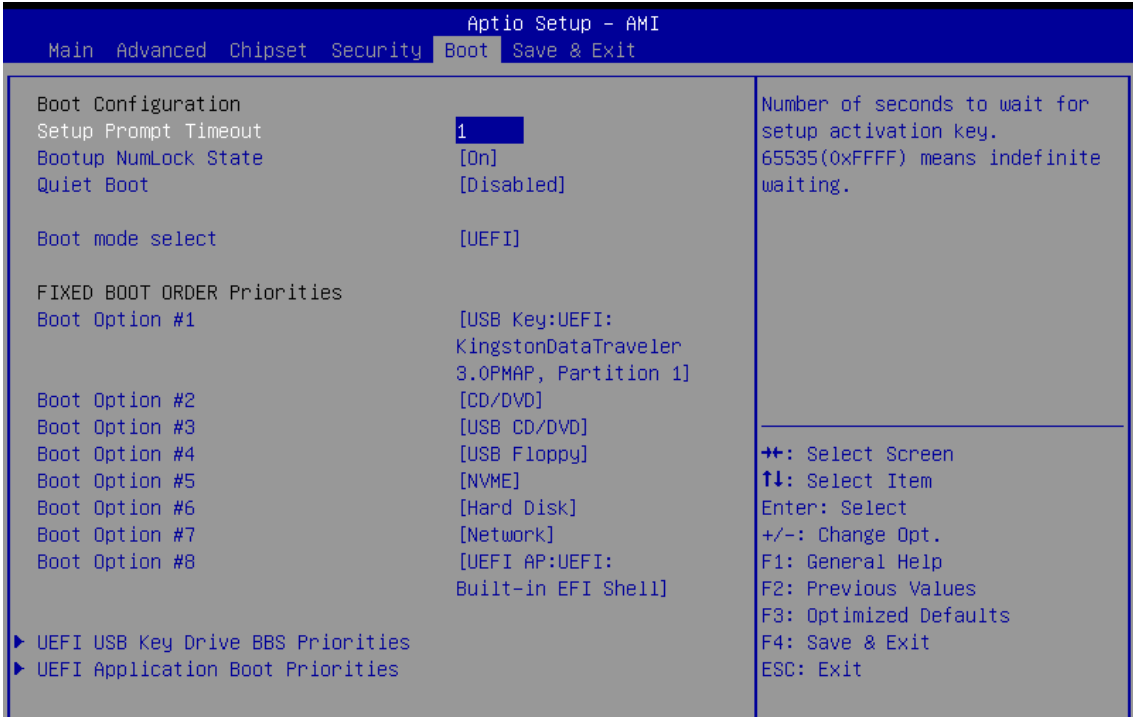 Aptio Setup – AMI
Main Advanced Chipset Security Boot Save & Exit
Boot Configuration
Setup Prompt Timeout 1
Bootup NumLock State [On]
Quiet Boot [Disabled]
Boot mode select [UEFI]
FIXED BOOT ORDER Priorities
Boot Option #1 [USB Key:UEFI:
KingstonDataTraveler
3.0PMAP, Partition 1]
Boot Option #2 [CD/DVD]
Boot Option #3 [USB CD/DVD]
Boot Option #4 [USB Floppy]
Boot Option #5 [NVME]
Boot Option #6 [Hard Disk]
Boot Option #7 [Network]
Boot Option #8 [UEFI AP:UEFI:
Built-in EFI Shell]
▶ UEFI USB Key Drive BBS Priorities
▶ UEFI Application Boot Priorities
Number of seconds to wait for
setup activation key.
65535(0xFFFF) means indefinite
waiting.
→←: Select Screen
↑↓: Select Item
Enter: Select
+/-: Change Opt.
F1: General Help
F2: Previous Values
F3: Optimized Defaults
F4: Save & Exit
ESC: Exit